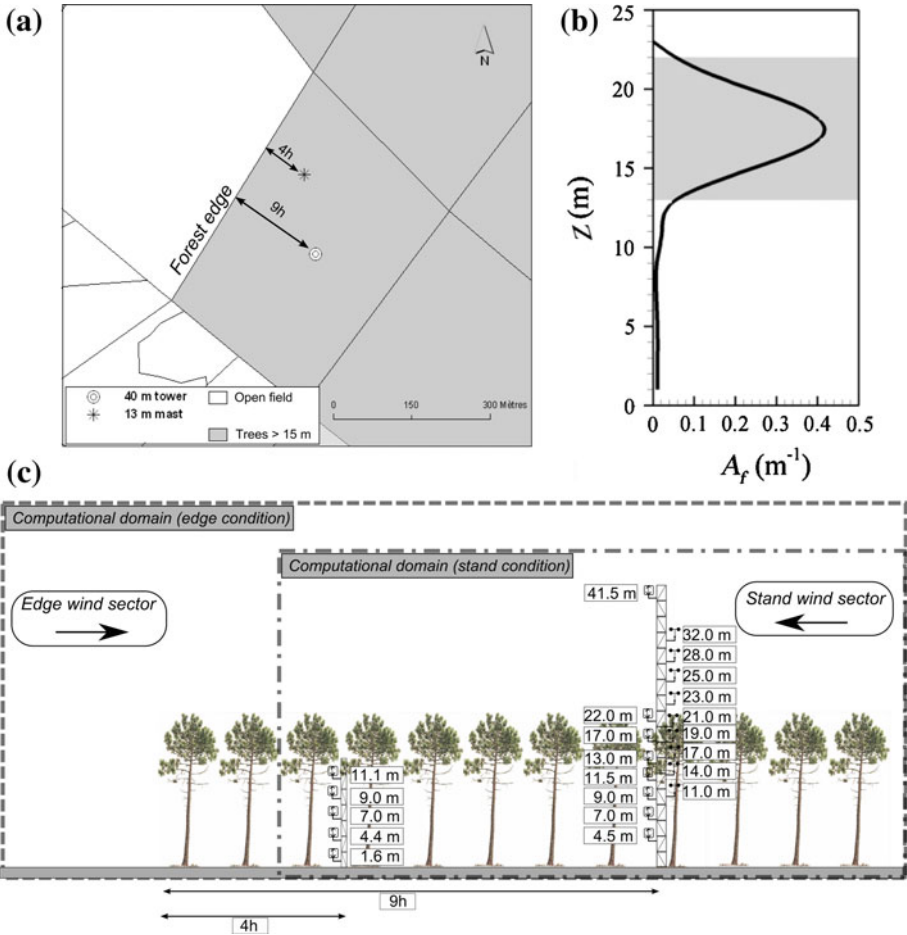 (a)
N
4h
9h
Forest edge
40 m tower
13 m mast
Open field
Trees > 15 m
0 150 300 Mètres
(b)
25
20
15
10
5
0
Z (m)
0 0.1 0.2 0.3 0.4 0.5
A_f (m⁻¹)
(c)
Computational domain (edge condition)
Computational domain (stand condition)
Edge wind sector
Stand wind sector
41.5 m
22.0 m
17.0 m
13.0 m
11.5 m
9.0 m
7.0 m
4.5 m
32.0 m
28.0 m
25.0 m
23.0 m
21.0 m
19.0 m
17.0 m
14.0 m
11.0 m
11.1 m
9.0 m
7.0 m
4.4 m
1.6 m
9h
4h